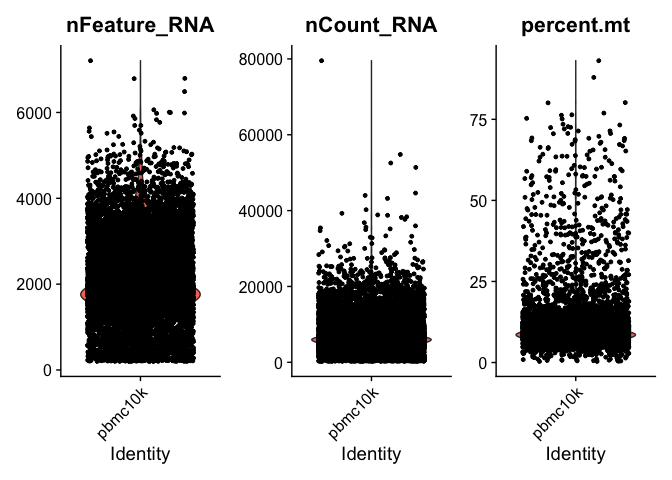 nFeature_RNA
6000
4000
2000
0
pbmc10k
Identity
nCount_RNA
80000
60000
40000
20000
0
pbmc10k
Identity
percent.mt
75
50
25
0
pbmc10k
Identity